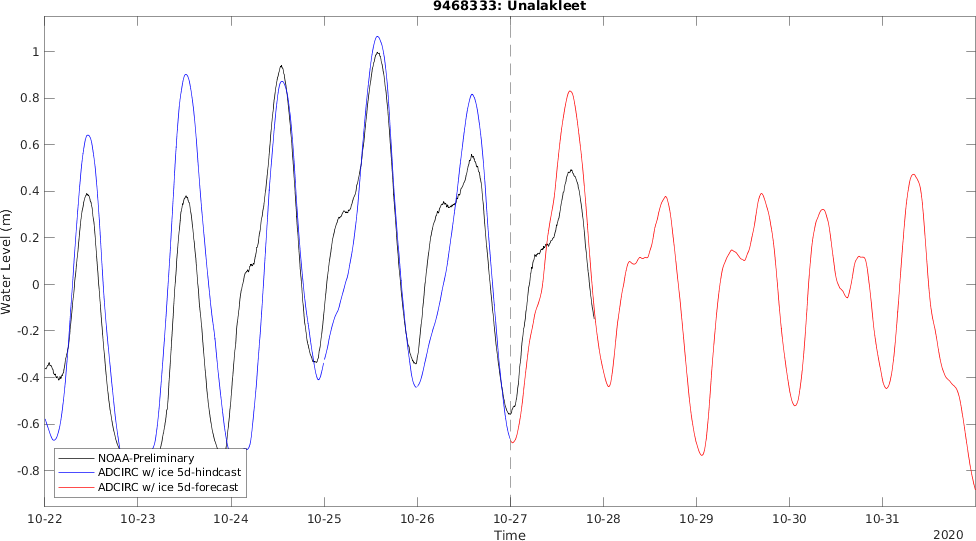 9468333: Unalakleet
Water Level (m)
1
0.8
0.6
0.4
0.2
0
-0.2
-0.4
-0.6
-0.8
NOAA-Preliminary
ADCIRC w/ ice 5d-hindcast
ADCIRC w/ ice 5d-forecast
10-22 10-23 10-24 10-25 10-26 10-27 10-28 10-29 10-30 10-31
Time
2020